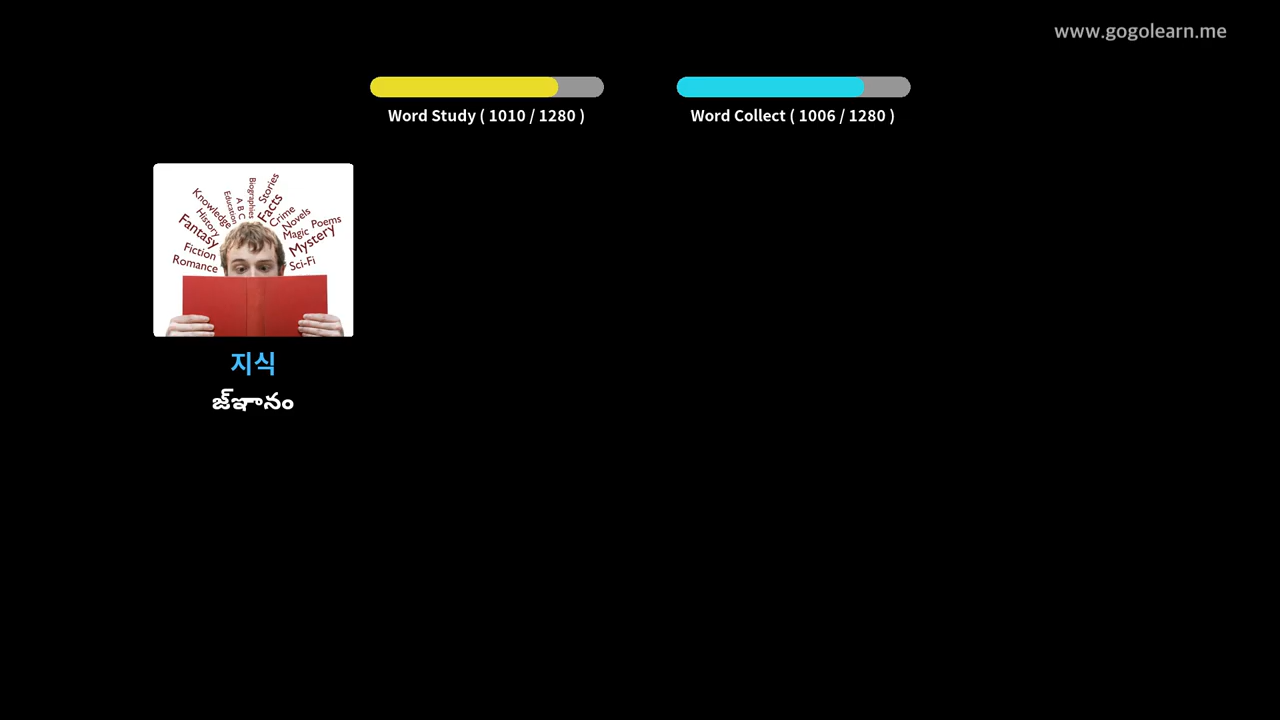 www.gogolearn.me
Word Study ( 1010 / 1280 )
Word Collect ( 1006 / 1280 )
Knowledge
History
Fantasy
Fiction
Romance
Education
A B C
Biographies
Stories
Facts
Crime
Novels
Magic
Poems
Mystery
Sci-Fi
지식
ജ്ഞാനം